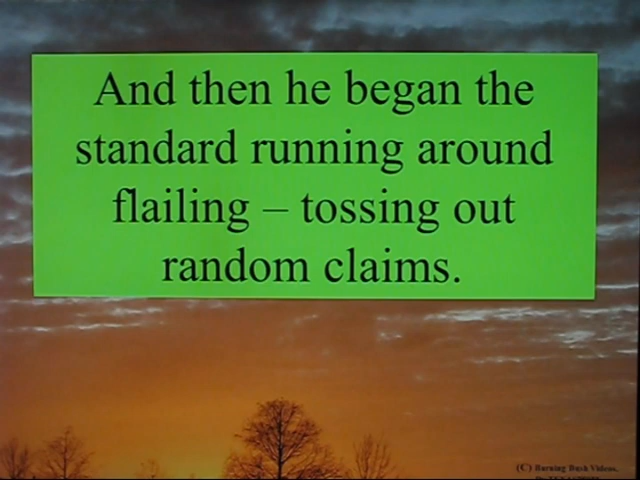 And then he began the
standard running around
flailing – tossing out
random claims.
(C) Burning Bush Videos,